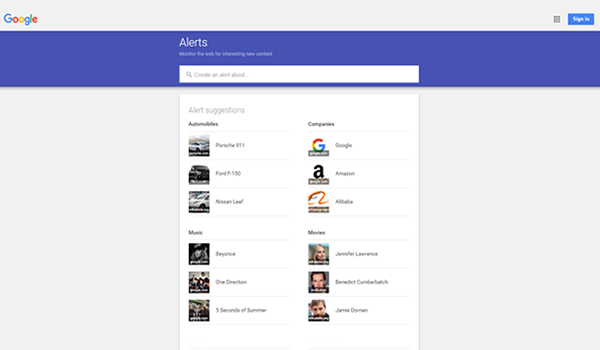 Google
Sign in
Alerts
Monitor the web for interesting new content
Create an alert about
Alert suggestions
Automobiles
Porsche 911
Ford F-150
Nissan Leaf
Companies
Google
Amazon
Alibaba
Music
Beyonce
One Direction
5 Seconds of Summer
Movies
Jennifer Lawrence
Benedict Cumberbatch
Jamie Dornan